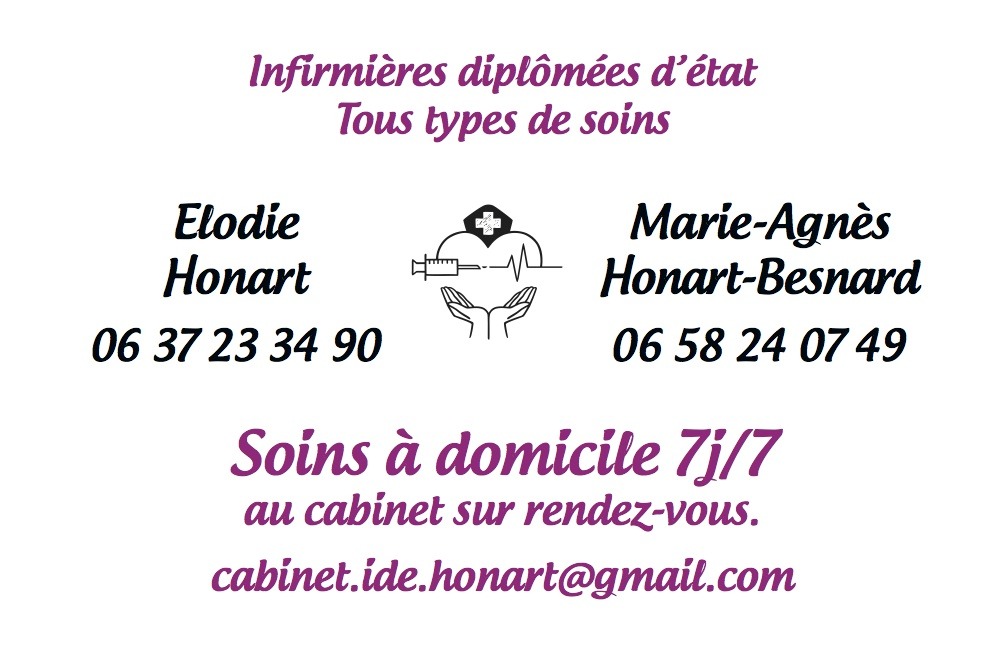 Infirmières diplômées d’état
Tous types de soins
Elodie
Honart
06 37 23 34 90
Marie-Agnès
Honart-Besnard
06 58 24 07 49
Soins à domicile 7j/7
au cabinet sur rendez-vous.
cabinet.ide.honart@gmail.com